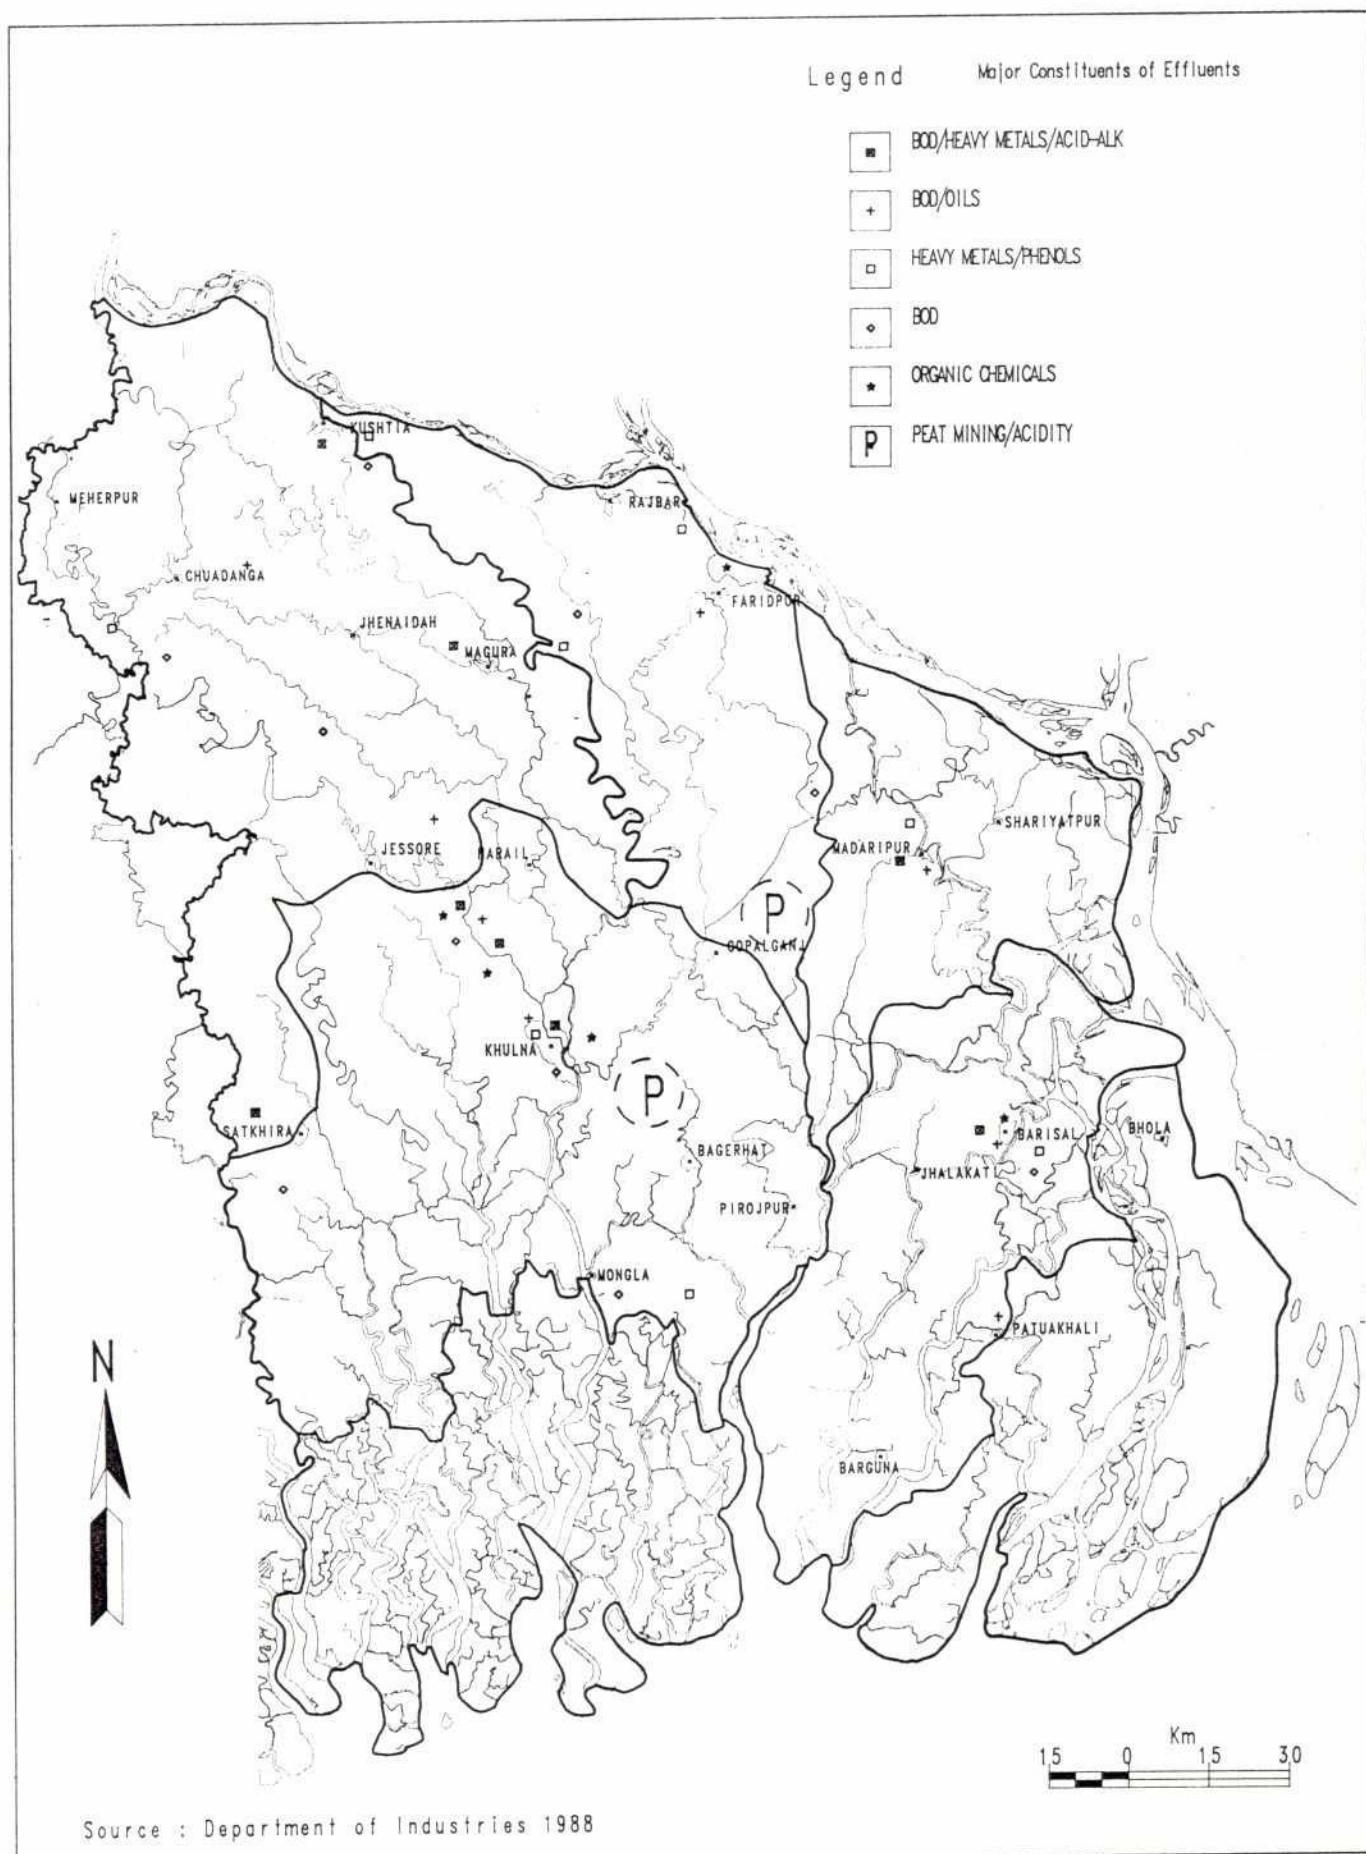 Legend Major Constituents of Effluents
BOD/HEAVY METALS/ACID-ALK
BOD/OILS
HEAVY METALS/PHENOLS
BOD
ORGANIC CHEMICALS
P PEAT MINING/ACIDITY
KUSHTIA
MEHERPUR
RAJBAR
CHUADANGA
FARIDPUR
JHENAIDAH
MAGURA
SHARIYATPUR
JESSORE
NARAIL
MADARIPUR
P
GOPALGANJ
KHULNA
P
SATKHIRA
BARISAL
BHOLA
BAGERHAT
JHALAKATI
PIROJPUR
MONGLA
PATUAKHALI
N
BARGUNA
Km
15 0 15 30
Source : Department of Industries 1988